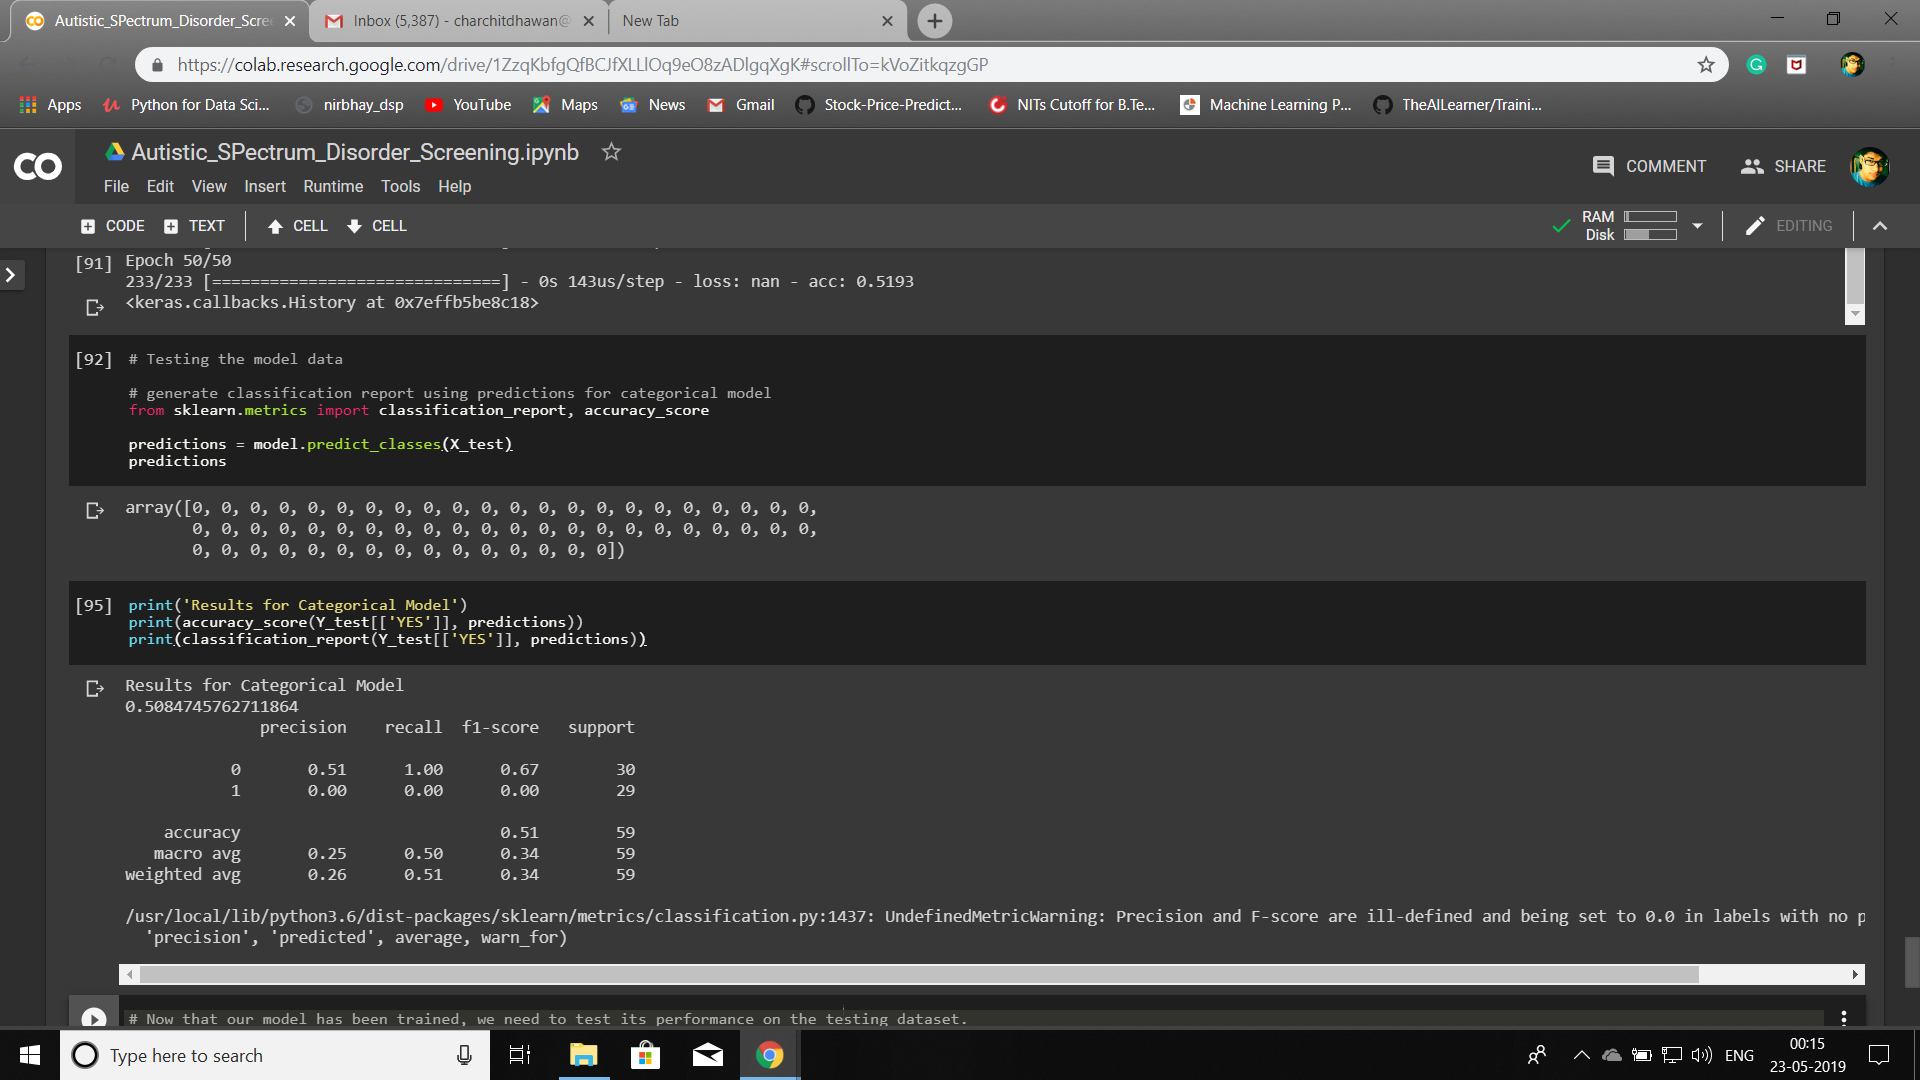 Autistic_SPectrum_Disorder_Scre
Inbox (5,387) - charchitdhawan@
New Tab
https://colab.research.google.com/drive/1ZzqKbfgQfBCJfXLLlOq9eO8zADlgqXgK#scrollTo=kVoZitkqzgGP
Apps Python for Data Sci... nirbhay_dsp YouTube Maps News Gmail Stock-Price-Predict... NITs Cutoff for B.Te... Machine Learning P... TheAILearner/Traini...
CO Autistic_SPectrum_Disorder_Screening.ipynb
COMMENT SHARE
File Edit View Insert Runtime Tools Help
CODE TEXT CELL CELL
RAM
Disk
EDITING
[91] Epoch 50/50
233/233 [==============================] - 0s 143us/step - loss: nan - acc: 0.5193
<keras.callbacks.History at 0x7effb5be8c18>
[92] # Testing the model data
# generate classification report using predictions for categorical model
from sklearn.metrics import classification_report, accuracy_score
predictions = model.predict_classes(X_test)
predictions
array([0, 0, 0, 0, 0, 0, 0, 0, 0, 0, 0, 0, 0, 0, 0, 0, 0, 0, 0, 0, 0, 0,
0, 0, 0, 0, 0, 0, 0, 0, 0, 0, 0, 0, 0, 0, 0, 0, 0, 0, 0, 0, 0, 0,
0, 0, 0, 0, 0, 0, 0, 0, 0, 0, 0, 0, 0, 0, 0])
[95] print('Results for Categorical Model')
print(accuracy_score(Y_test[['YES']], predictions))
print(classification_report(Y_test[['YES']], predictions))
Results for Categorical Model
0.5084745762711864
precision recall f1-score support
0 0.51 1.00 0.67 30
1 0.00 0.00 0.00 29
accuracy 0.51 59
macro avg 0.25 0.50 0.34 59
weighted avg 0.26 0.51 0.34 59
/usr/local/lib/python3.6/dist-packages/sklearn/metrics/classification.py:1437: UndefinedMetricWarning: Precision and F-score are ill-defined and being set to 0.0 in labels with no p
'precision', 'predicted', average, warn_for)
# Now that our model has been trained, we need to test its performance on the testing dataset.
Type here to search
ENG
00:15
23-05-2019